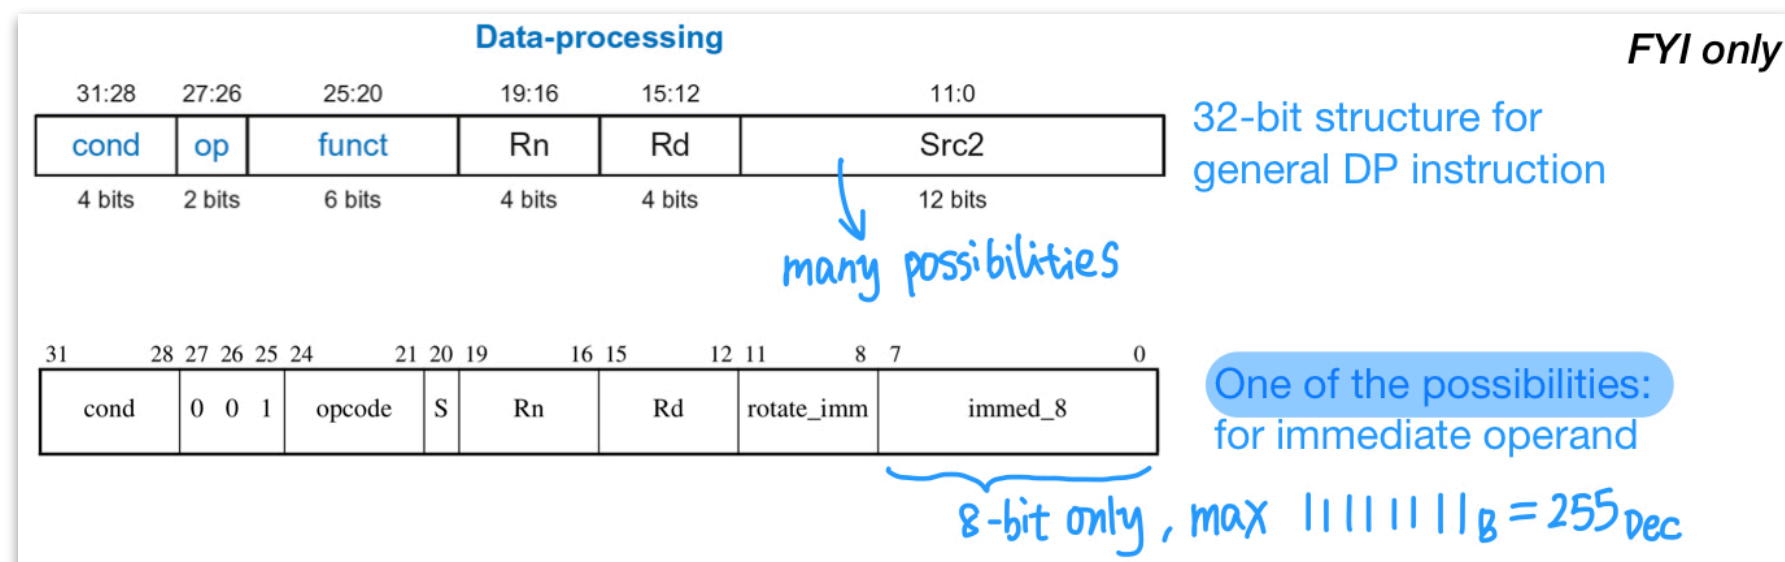 Data-processing
FYI only
31:28 27:26 25:20 19:16 15:12 11:0
cond op funct Rn Rd Src2
4 bits 2 bits 6 bits 4 bits 4 bits 12 bits
32-bit structure for
general DP instruction
many possibilities
31 28 27 26 25 24 21 20 19 16 15 12 11 8 7 0
cond 0 0 1 opcode S Rn Rd rotate_imm immed_8
One of the possibilities:
for immediate operand
8-bit only, max 11111111B = 255Dec